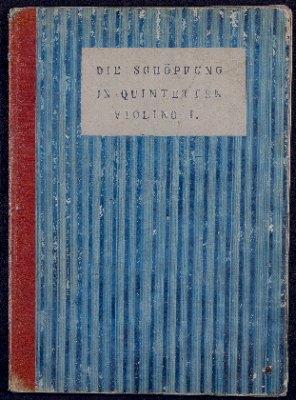 DIE SCHÖPFUNG
IN QUINTETTEN
VIOLINO I.